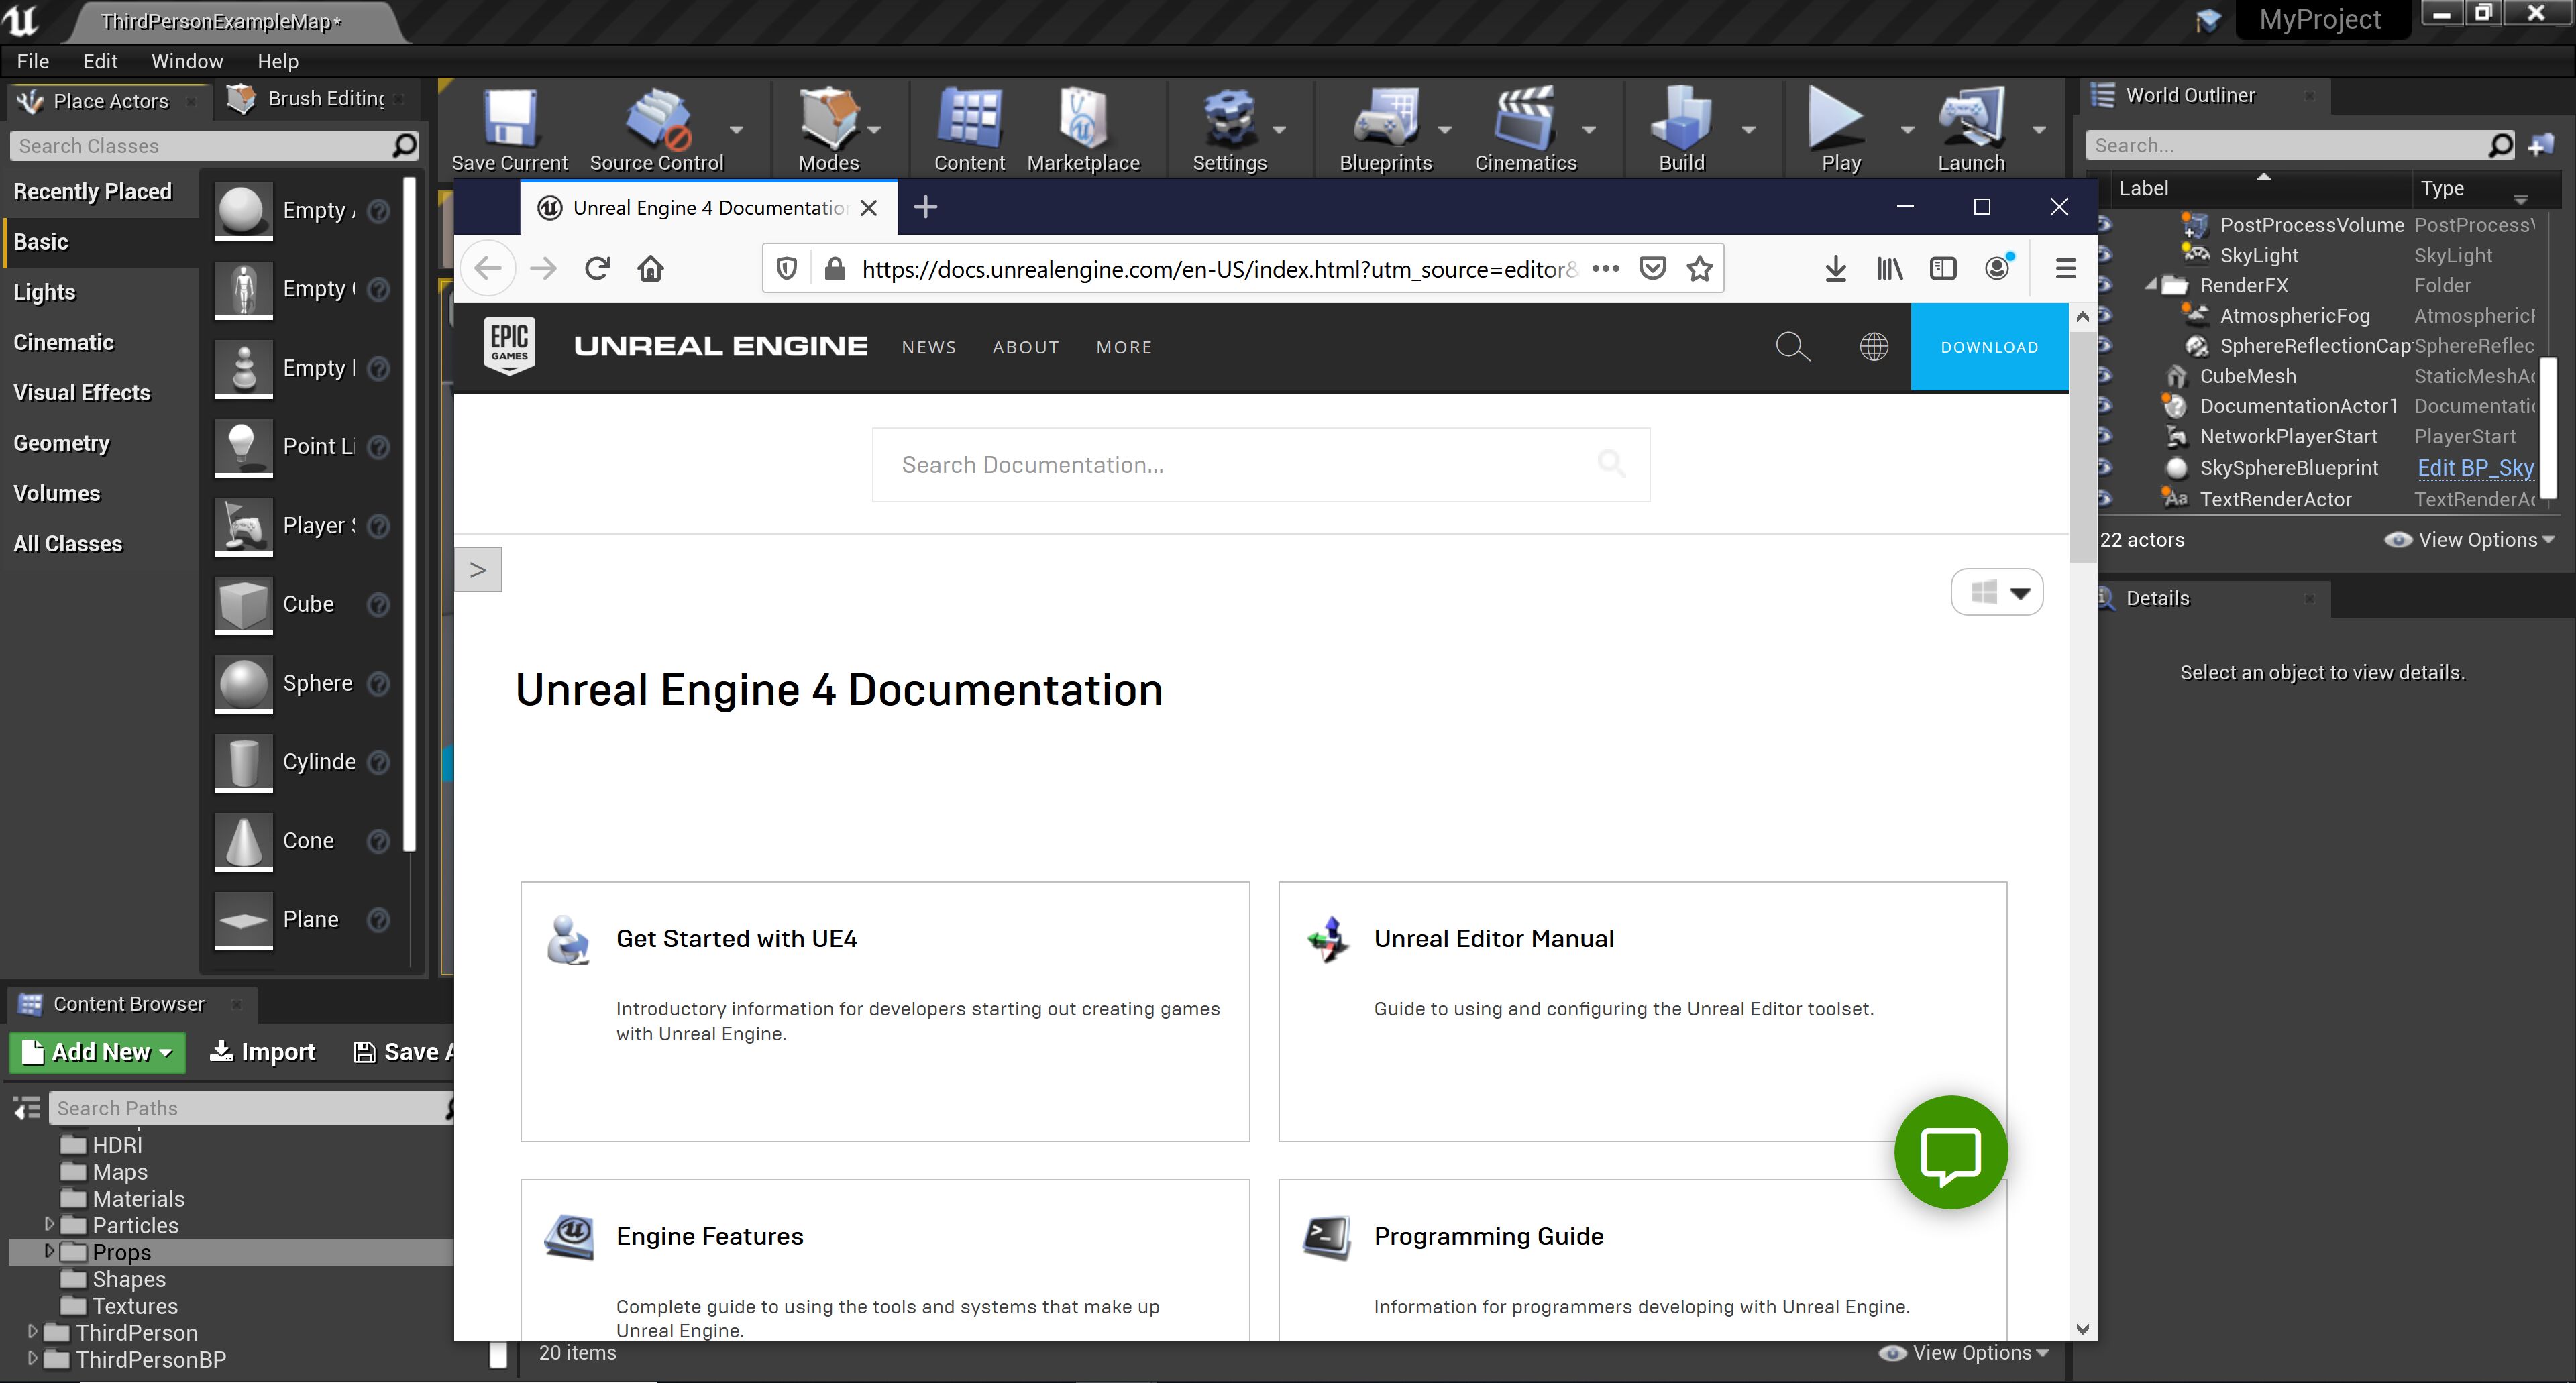 ThirdPersonExampleMap*
MyProject
File Edit Window Help
Place Actors
Brush Editing
Search Classes
Recently Placed
Basic
Lights
Cinematic
Visual Effects
Geometry
Volumes
All Classes
Empty
Empty
Empty
Point Li
Player
Cube
Sphere
Cylinde
Cone
Plane
Save Current
Source Control
Modes
Content
Marketplace
Settings
Blueprints
Cinematics
Build
Play
Launch
Unreal Engine 4 Documentation
https://docs.unrealengine.com/en-US/index.html?utm_source=editor&
EPIC
GAMES
UNREAL ENGINE
NEWS ABOUT MORE
DOWNLOAD
Search Documentation...
>
Unreal Engine 4 Documentation
Get Started with UE4
Introductory information for developers starting out creating games
with Unreal Engine.
Unreal Editor Manual
Guide to using and configuring the Unreal Editor toolset.
Engine Features
Complete guide to using the tools and systems that make up
Unreal Engine.
Programming Guide
Information for programmers developing with Unreal Engine.
World Outliner
Search...
Label Type
PostProcessVolume PostProcessV
SkyLight SkyLight
RenderFX Folder
AtmosphericFog AtmosphericF
SphereReflectionCapt SphereReflec
CubeMesh StaticMeshAc
DocumentationActor1 Documentatic
NetworkPlayerStart PlayerStart
SkySphereBlueprint Edit BP_Sky
TextRenderActor TextRenderAc
22 actors
View Options
Details
Select an object to view details.
Content Browser
Add New
Import
Save A
Search Paths
HDRI
Maps
Materials
Particles
Props
Shapes
Textures
ThirdPerson
ThirdPersonBP
20 items
View Options